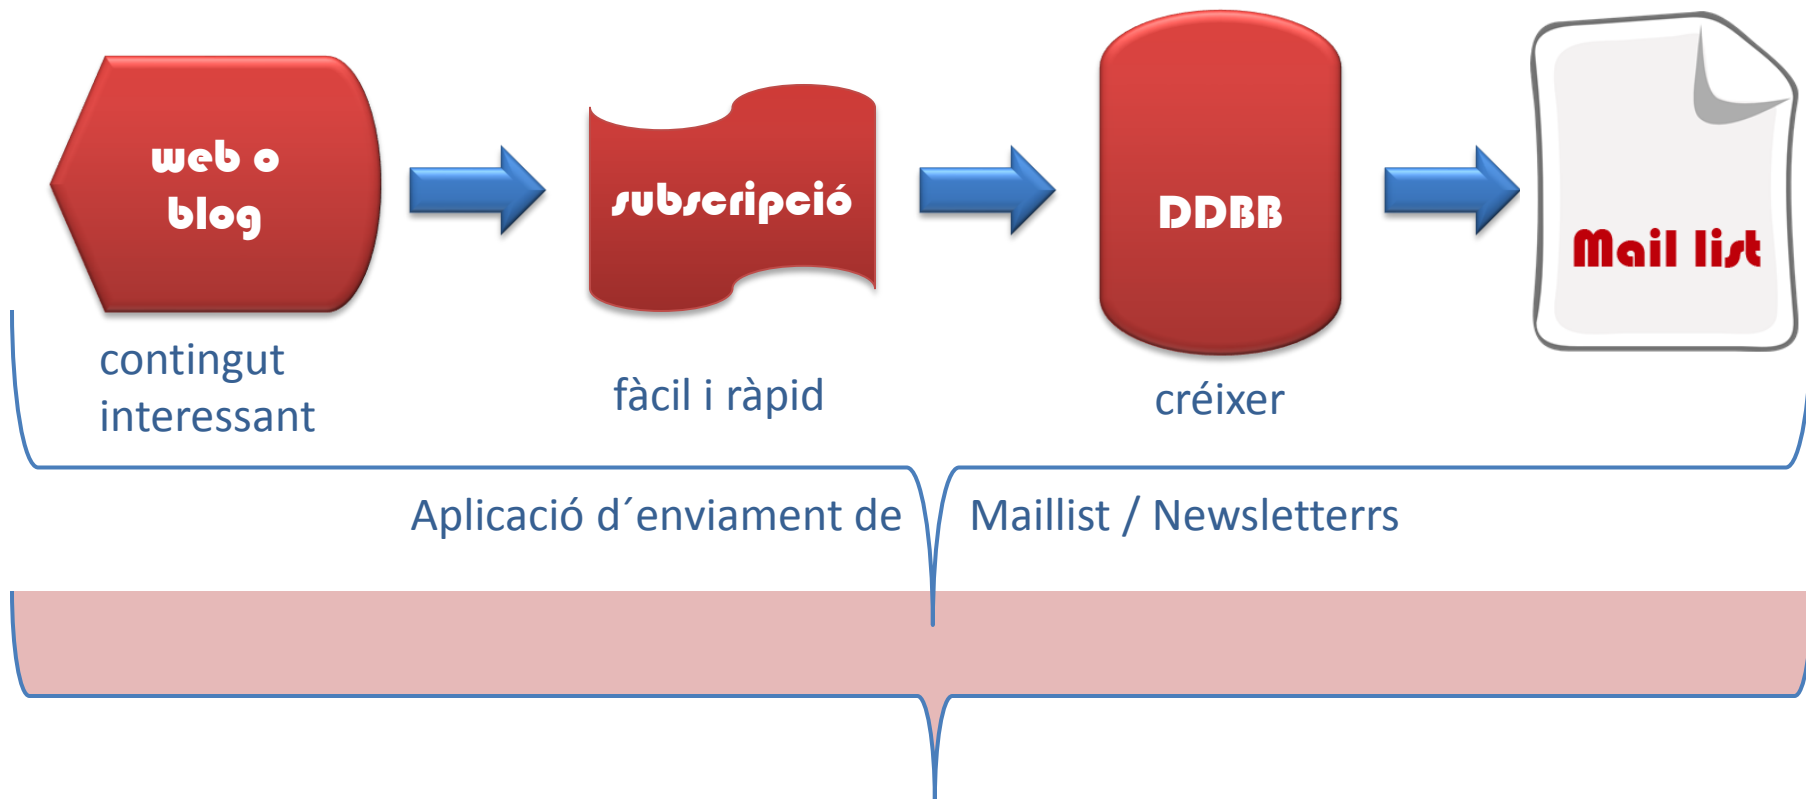 web o
blog
subscripció
DDBB
Mail list
contingut
interessant
fàcil i ràpid
créixer
Aplicació d´enviament de Maillist / Newsletterrs